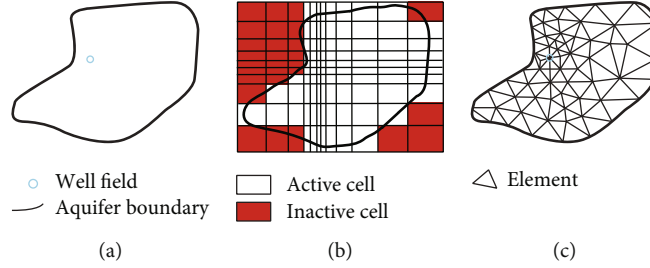 Well field
Aquifer boundary
(a)
Active cell
Inactive cell
(b)
Element
(c)